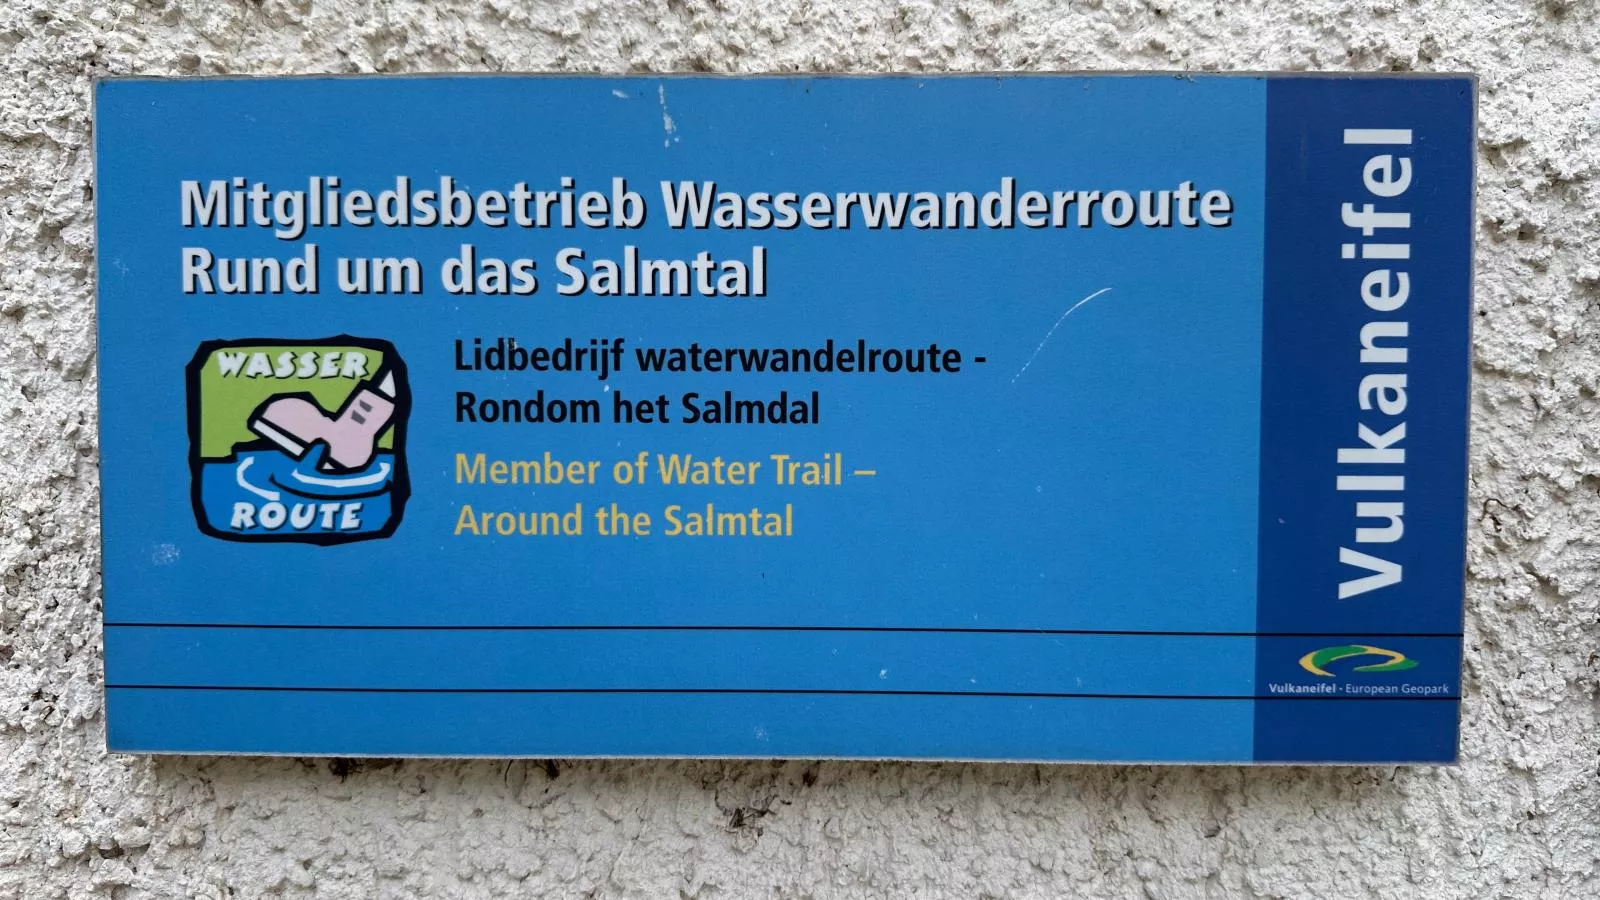 Mitgliedsbetrieb Wasserwanderroute
Rund um das Salmtal
WASSER
ROUTE
Lidbedrijf waterwandelroute -
Rondom het Salmdal
Member of Water Trail –
Around the Salmtal
Vulkaneifel
Vulkaneifel · European Geopark